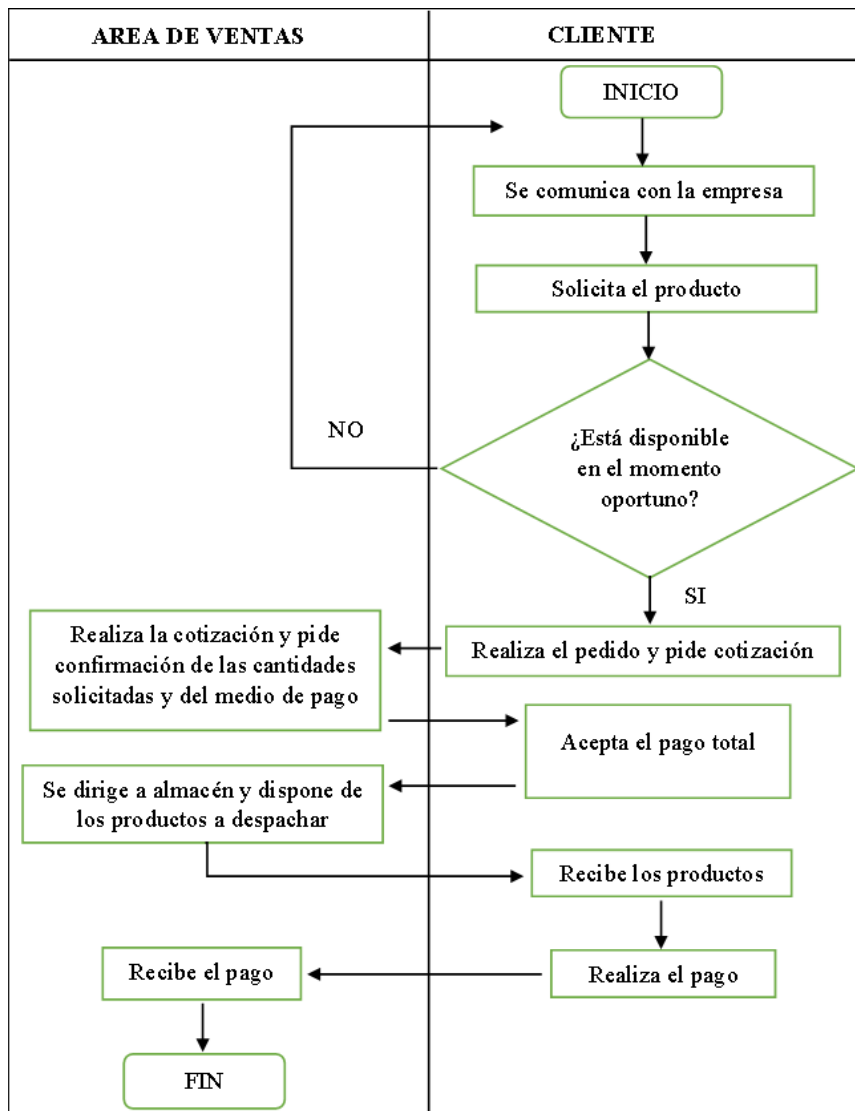 AREA DE VENTAS
CLIENTE
INICIO
Se comunica con la empresa
Solicita el producto
¿Está disponible
en el momento
oportuno?
NO
SI
Realiza el pedido y pide cotización
Realiza la cotización y pide
confirmación de las cantidades
solicitadas y del medio de pago
Acepta el pago total
Se dirige a almacén y dispone de
los productos a despachar
Recibe los productos
Realiza el pago
Recibe el pago
FIN